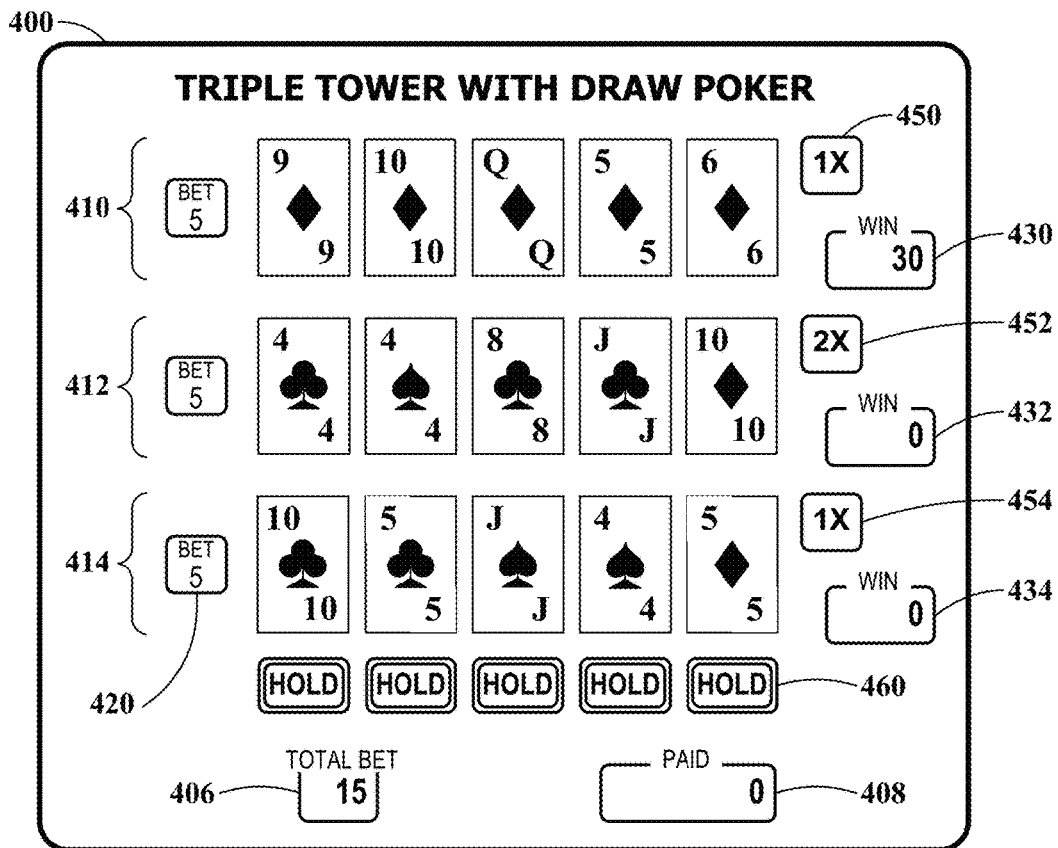 400
TRIPLE TOWER WITH DRAW POKER
450
9 10 Q 5 6 1X
410 BET
5
9 10 Q 5 6
WIN
30 430
4 4 8 J 10 2X 452
412 BET
5
4 4 8 J 10
WIN
0 432
10 5 J 4 5 1X 454
414 BET
5
10 5 J 4 5
WIN
0 434
420 HOLD HOLD HOLD HOLD HOLD 460
TOTAL BET PAID
406 15 0 408